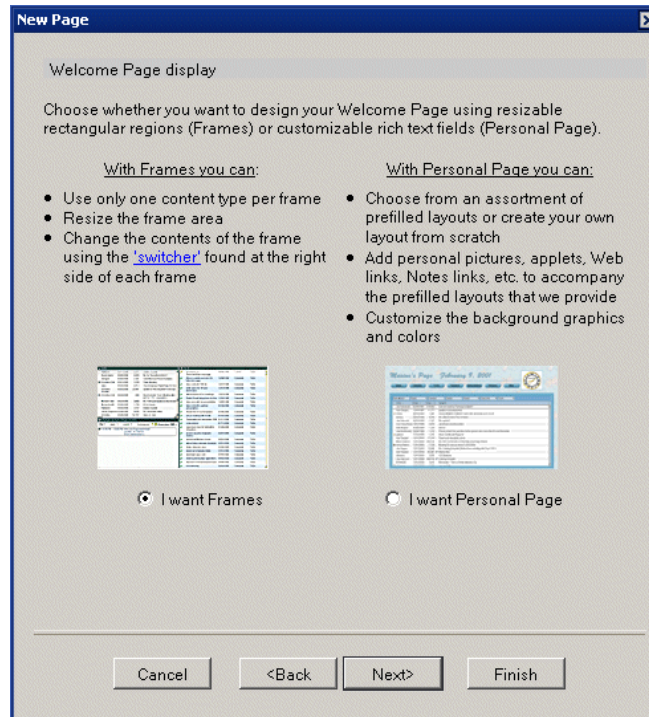 New Page
Welcome Page display
Choose whether you want to design your Welcome Page using resizable
rectangular regions (Frames) or customizable rich text fields (Personal Page).
With Frames you can:
• Use only one content type per frame
• Resize the frame area
• Change the contents of the frame
using the 'switcher' found at the right
side of each frame
With Personal Page you can:
• Choose from an assortment of
prefilled layouts or create your own
layout from scratch
• Add personal pictures, applets, Web
links, Notes links, etc. to accompany
the prefilled layouts that we provide
• Customize the background graphics
and colors
Page February 9, 2001
I want Frames
I want Personal Page
Cancel
<Back
Next>
Finish